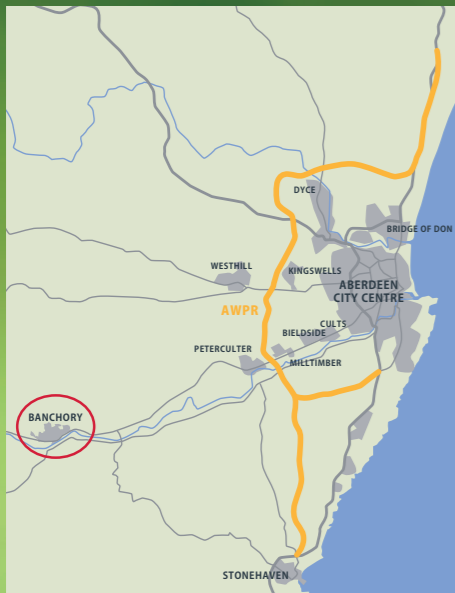 DYCE
BRIDGE OF DON
WESTHILL
KINGSWELLS
ABERDEEN
CITY CENTRE
AWPR
CULTS
BIELDSIDE
PETERCULTER
MILLTIMBER
BANCHORY
STONEHAVEN